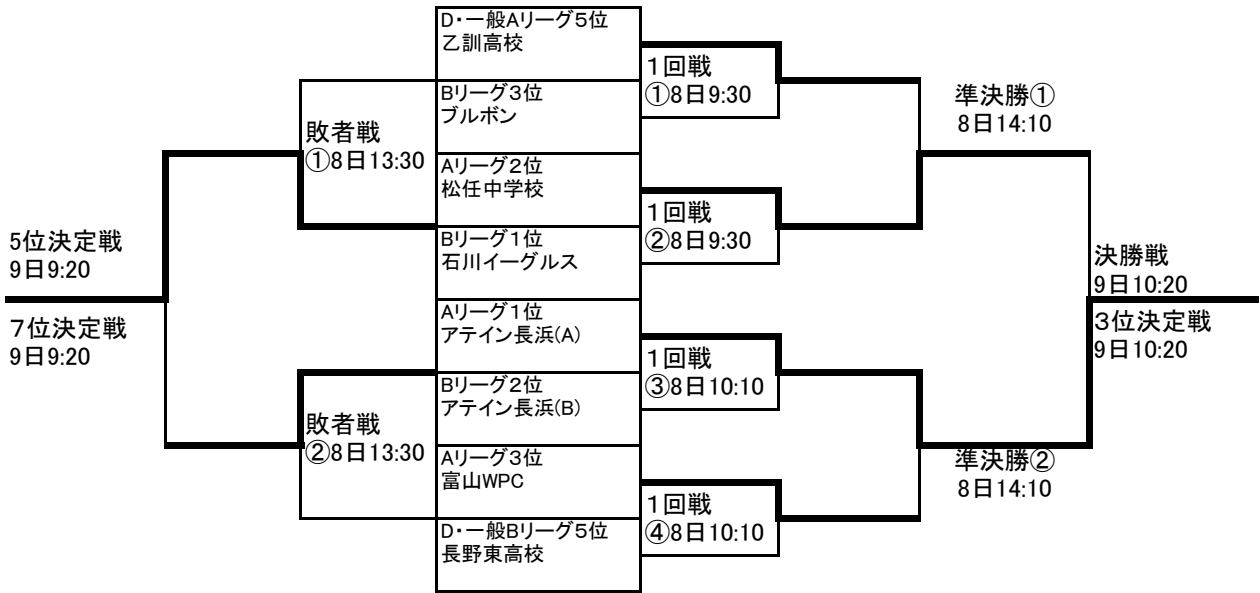 D・一般Aリーグ５位
乙訓高校
Bリーグ３位
ブルボン
Aリーグ２位
松任中学校
Bリーグ１位
石川イーグルス
Aリーグ１位
アテイン長浜(A)
Bリーグ２位
アテイン長浜(B)
Aリーグ３位
富山WPC
D・一般Bリーグ５位
長野東高校
１回戦
①8日9:30
１回戦
②8日9:30
１回戦
③8日10:10
１回戦
④8日10:10
準決勝①
8日14:10
準決勝②
8日14:10
決勝戦
9日10:20
３位決定戦
9日10:20
敗者戦
①8日13:30
敗者戦
②8日13:30
5位決定戦
9日9:20
７位決定戦
9日9:20